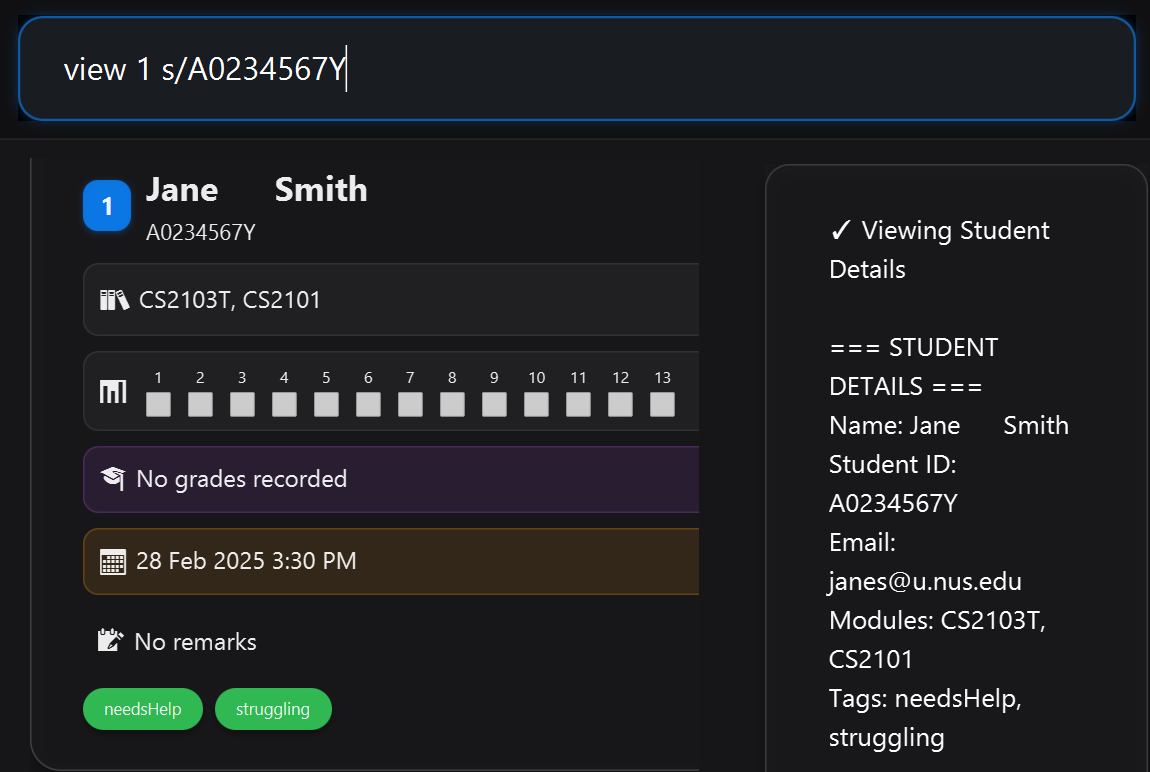 view 1 s/A0234567Y
1
Jane      Smith
A0234567Y
CS2103T, CS2101
1 2 3 4 5 6 7 8 9 10 11 12 13
No grades recorded
28 Feb 2025 3:30 PM
No remarks
needsHelp
struggling
✓ Viewing Student
Details
=== STUDENT
DETAILS ===
Name: Jane      Smith
Student ID:
A0234567Y
Email:
janes@u.nus.edu
Modules: CS2103T,
CS2101
Tags: needsHelp,
struggling